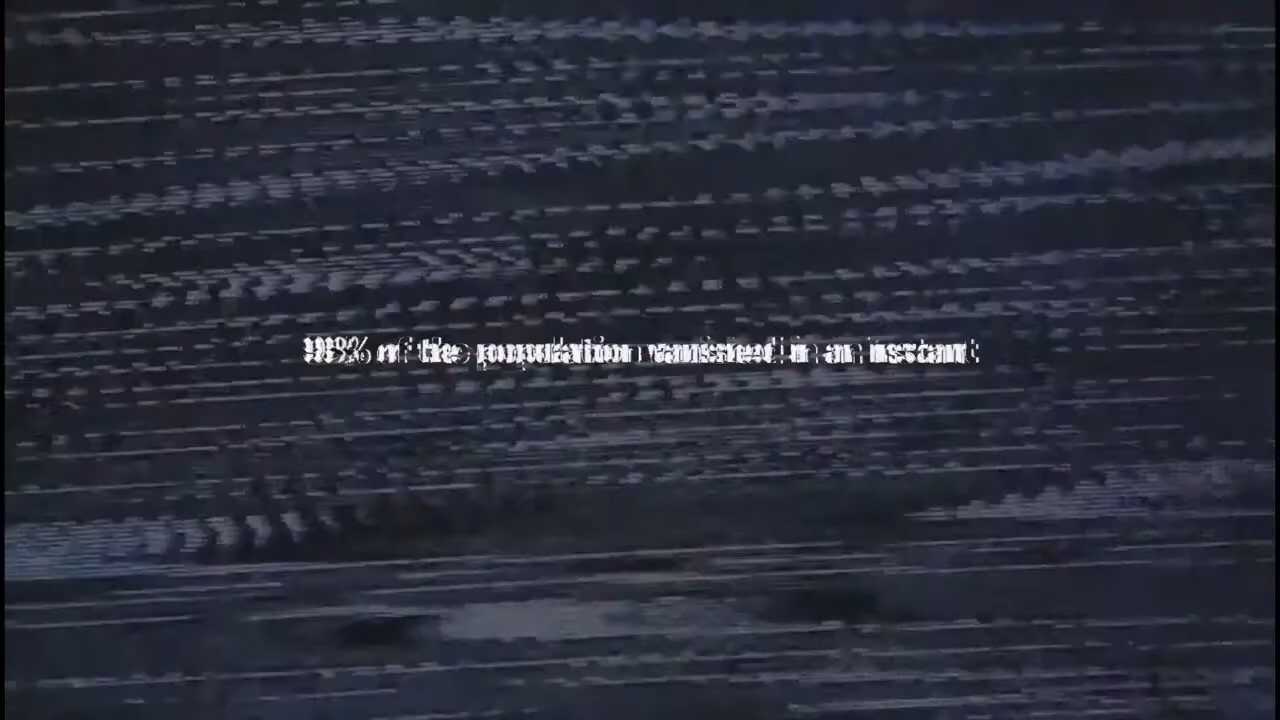 of the population vanished in an instant